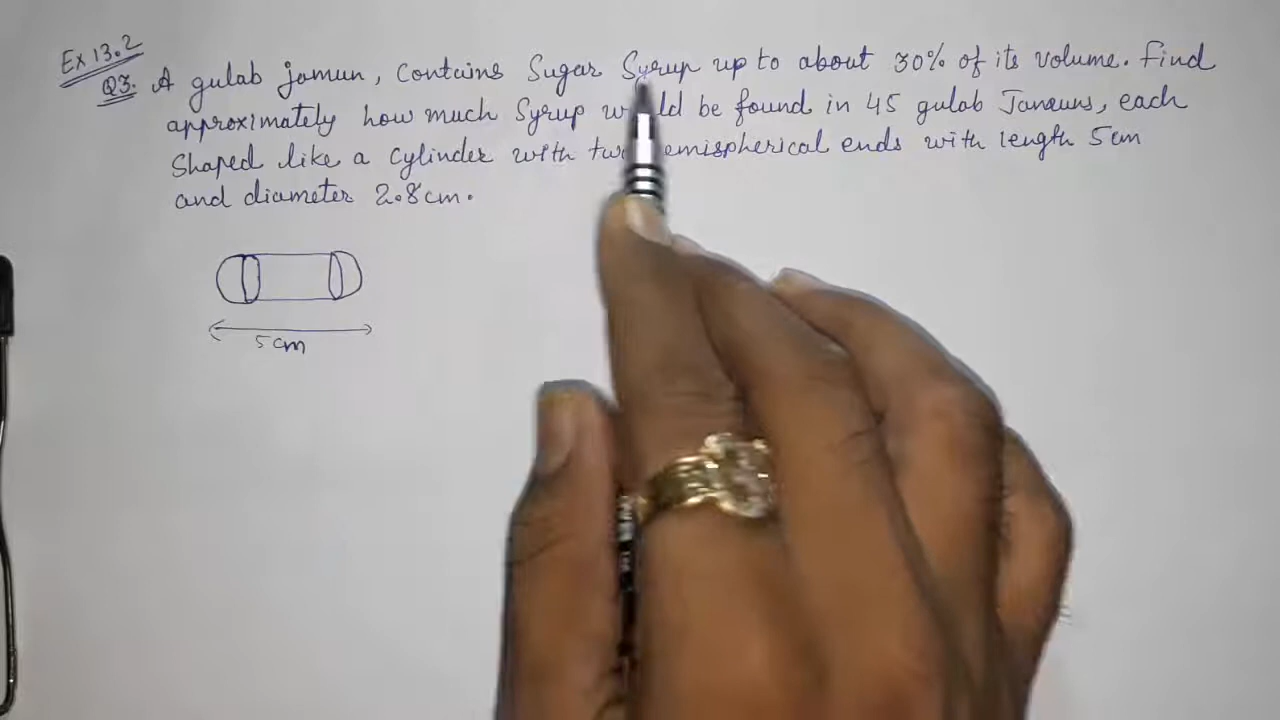 Ex 13.2
Q3. A gulab jamun, Contains Sugar Syrup up to about 30% of its volume. Find
approximately how much Syrup would be found in 45 gulab Jamuns, each
Shaped like a Cylinder with two hemispherical ends with length 5cm
and diameter 2.8cm.
5cm